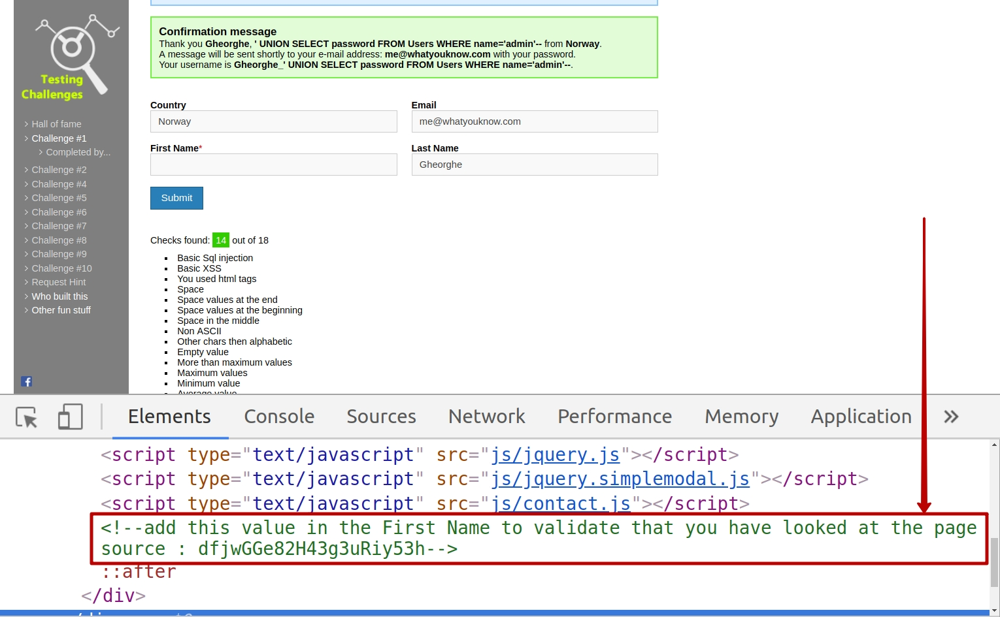 Testing
Challenges
Hall of fame
Challenge #1
Completed by...
Challenge #2
Challenge #4
Challenge #5
Challenge #6
Challenge #7
Challenge #8
Challenge #9
Challenge #10
Request Hint
Who built this
Other fun stuff
Confirmation message
Thank you Gheorghe, ' UNION SELECT password FROM Users WHERE name='admin'-- from Norway.
A message will be sent shortly to your e-mail address: me@whatyouknow.com with your password.
Your username is Gheorghe_' UNION SELECT password FROM Users WHERE name='admin'--.
Country Email
Norway me@whatyouknow.com
First Name* Last Name
Gheorghe
Submit
Checks found: 14 out of 18
Basic Sql injection
Basic XSS
You used html tags
Space
Space values at the end
Space values at the beginning
Space in the middle
Non ASCII
Other chars then alphabetic
Empty value
More than maximum values
Maximum values
Minimum value
Average value
Elements Console Sources Network Performance Memory Application
<script type="text/javascript" src="js/jquery.js"></script>
<script type="text/javascript" src="js/jquery.simplemodal.js"></script>
<script type="text/javascript" src="js/contact.js"></script>
<!--add this value in the First Name to validate that you have looked at the page
source : dfjwGGe82H43g3uRiy53h-->
::after
</div>